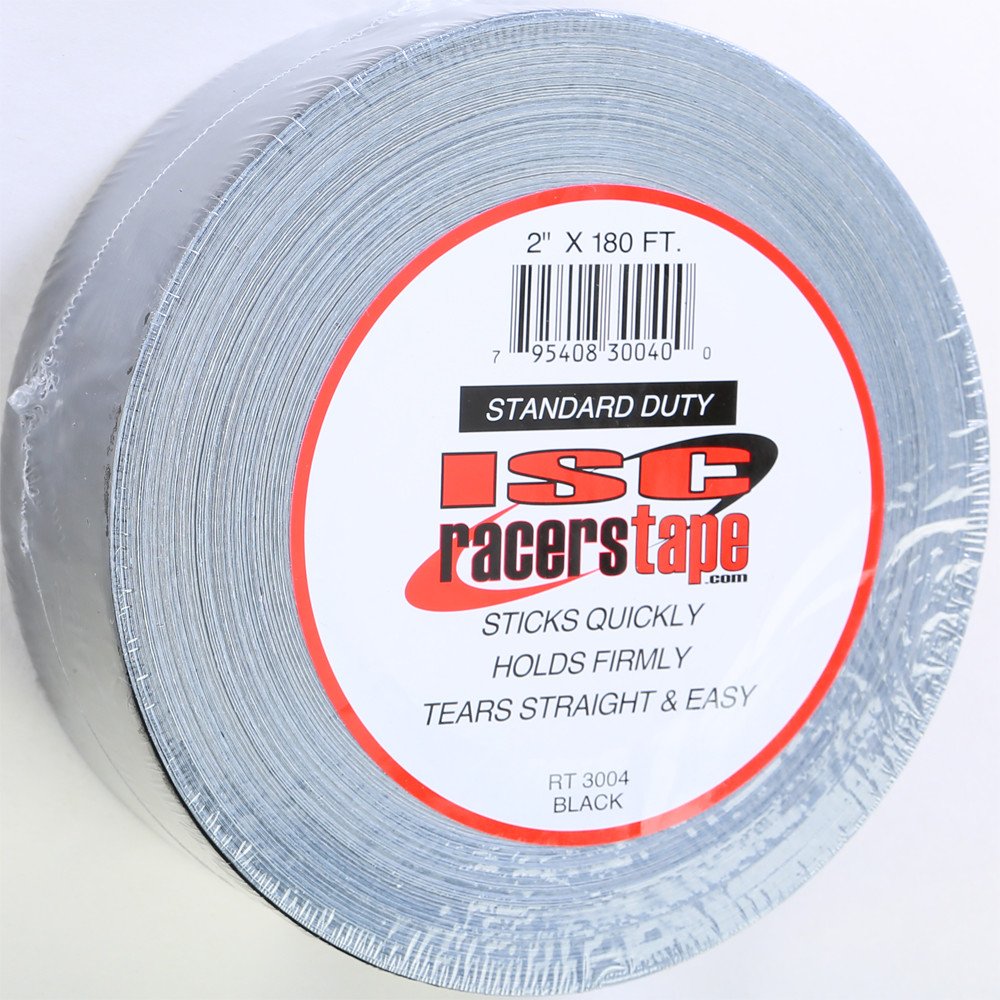 2" X 180 FT.
7 95408 30040 0
STANDARD DUTY
ISC
racerstape
.com
STICKS QUICKLY
HOLDS FIRMLY
TEARS STRAIGHT & EASY
RT 3004
BLACK